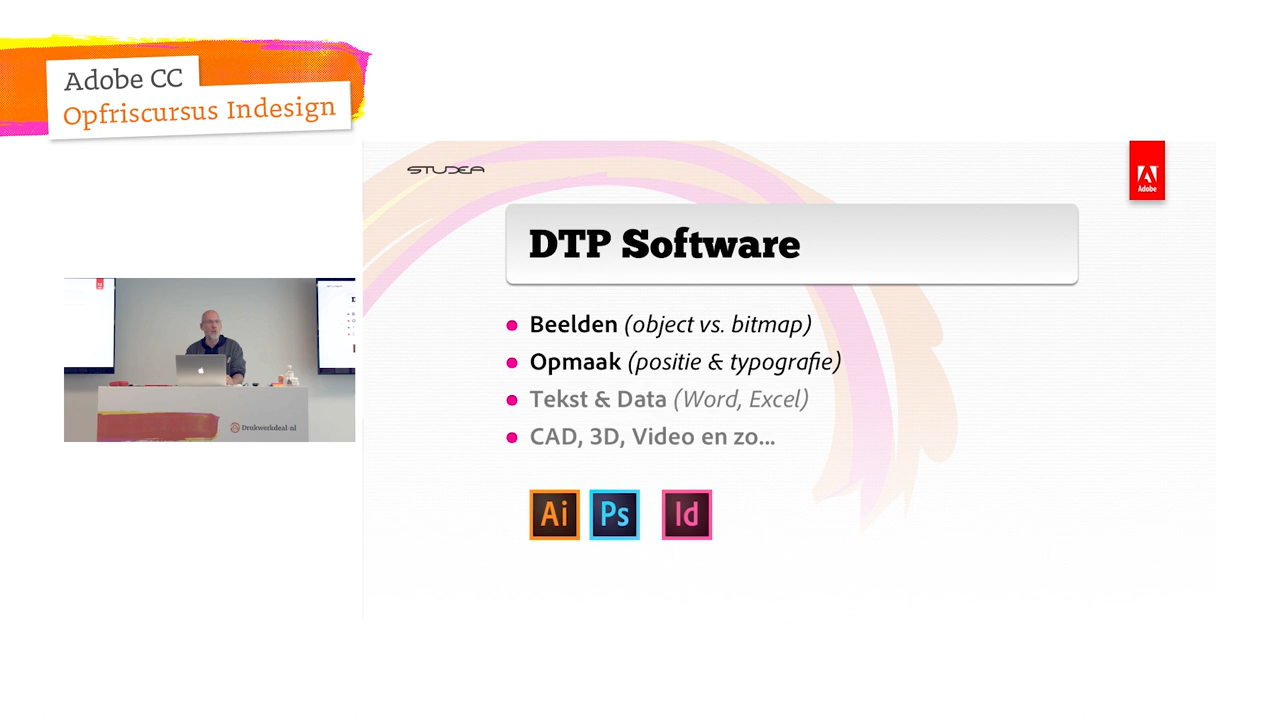 Adobe CC
Opfriscursus Indesign
STUDEA
Adobe
DTP Software
Beelden (object vs. bitmap)
Opmaak (positie & typografie)
Tekst & Data (Word, Excel)
CAD, 3D, Video en zo...
Ai Ps Id
Drukwerkdeal.nl